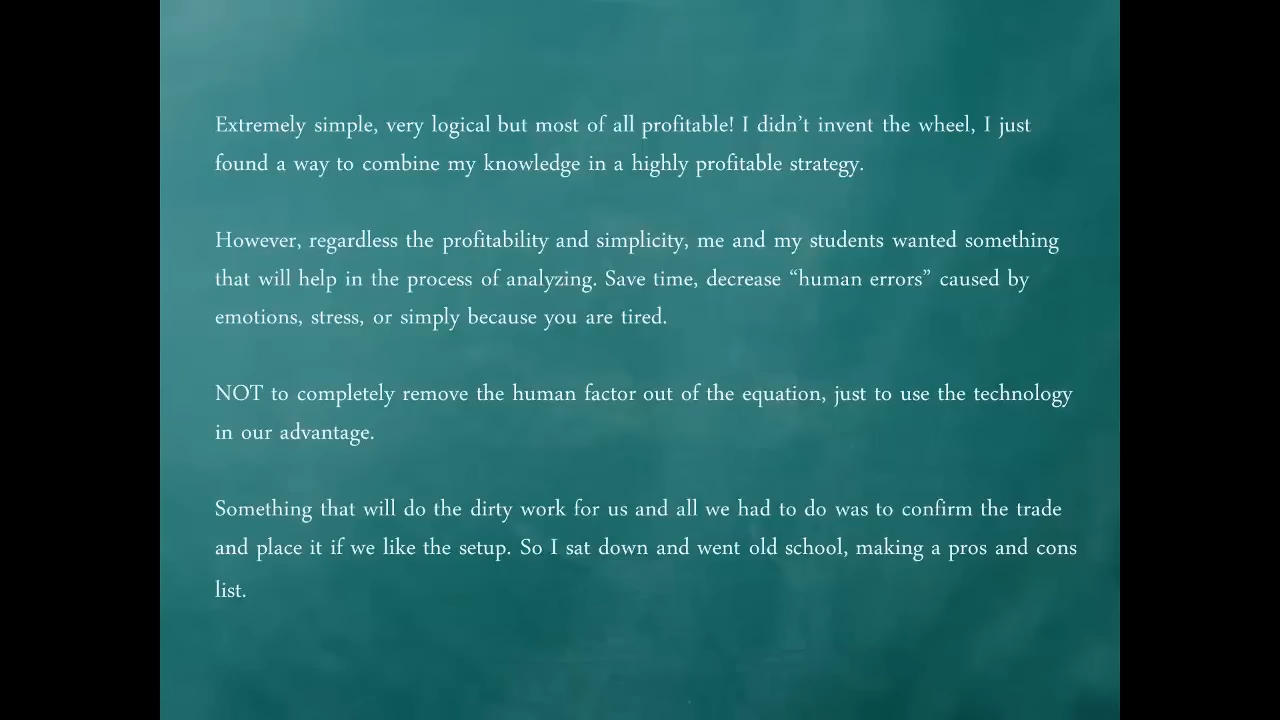 Extremely simple, very logical but most of all profitable! I didn’t invent the wheel, I just
found a way to combine my knowledge in a highly profitable strategy.
However, regardless the profitability and simplicity, me and my students wanted something
that will help in the process of analyzing. Save time, decrease “human errors” caused by
emotions, stress, or simply because you are tired.
NOT to completely remove the human factor out of the equation, just to use the technology
in our advantage.
Something that will do the dirty work for us and all we had to do was to confirm the trade
and place it if we like the setup. So I sat down and went old school, making a pros and cons
list.